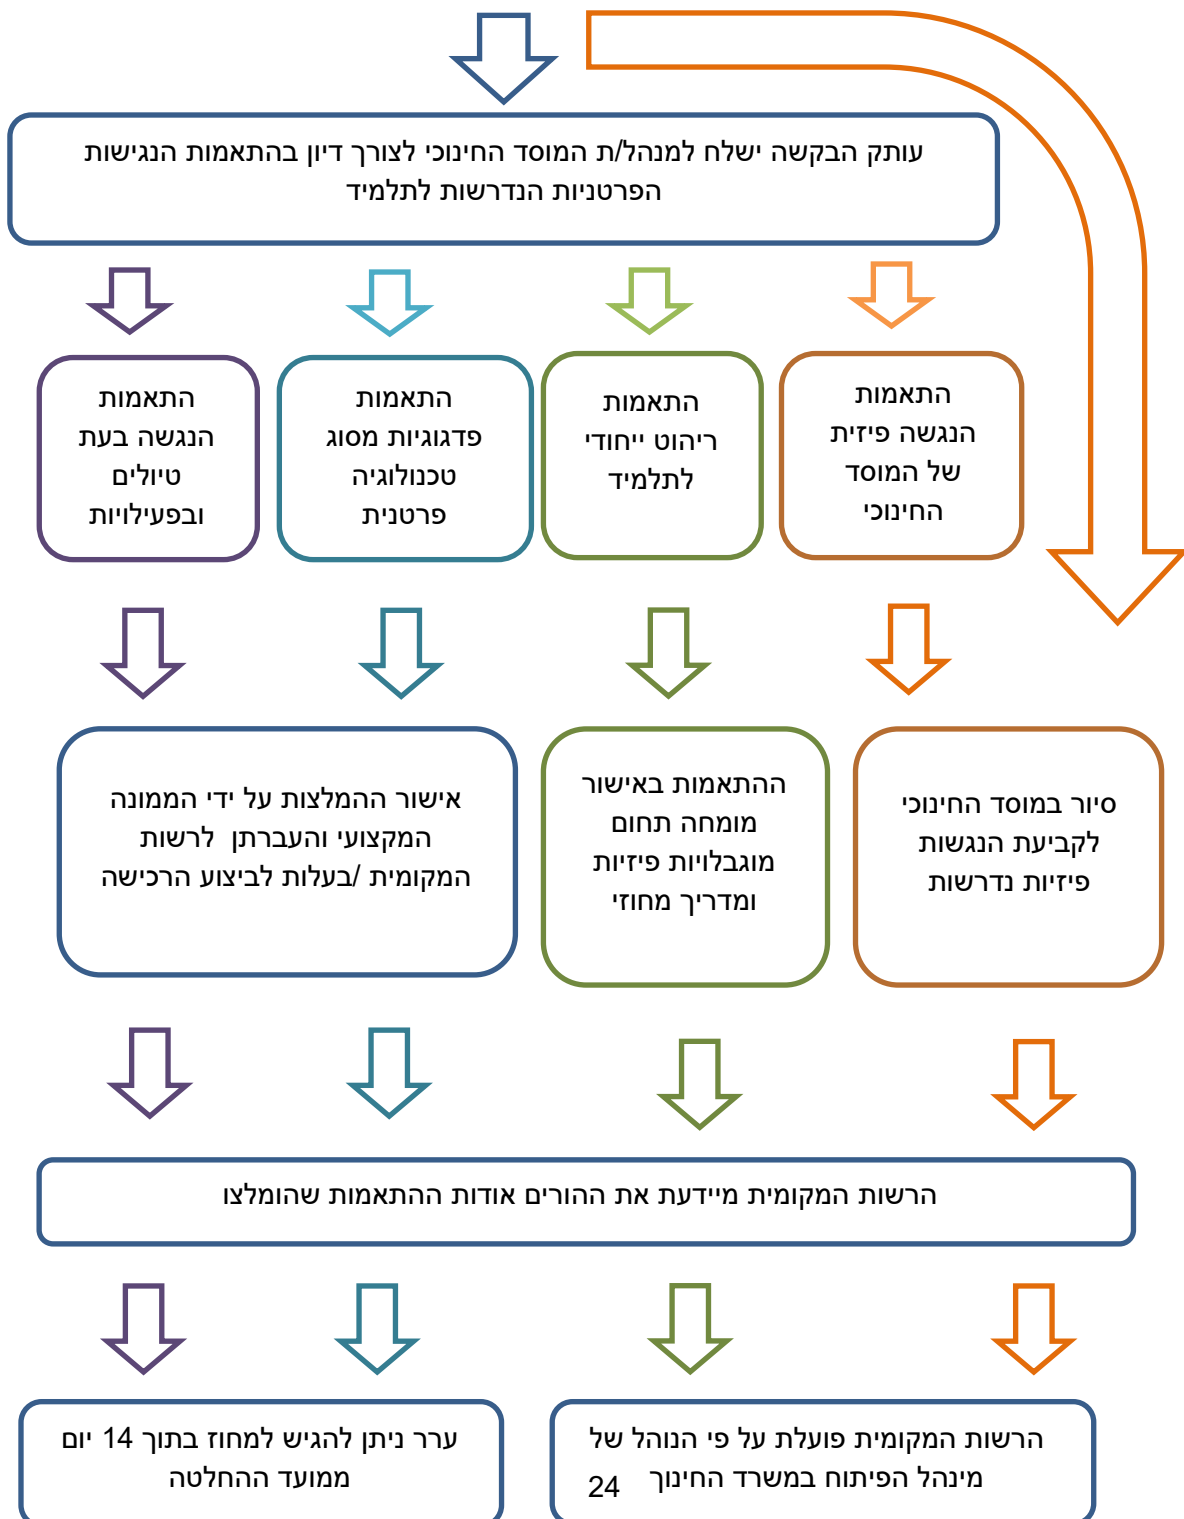 עותק הבקשה ישלח למנהל/ת המוסד החינוכי לצורך דיון בהתאמות הנגישות
הפרטניות הנדרשות לתלמיד
התאמות
הנגשה פיזית
של המוסד
החינוכי
התאמות
ריהוט ייחודי
לתלמיד
התאמות
פדגוגיות מסוג
טכנולוגיה
פרטנית
התאמות
הנגשה בעת
טיולים
ובפעילויות
סיור במוסד החינוכי
לקביעת הנגשות
פיזיות נדרשות
ההתאמות באישור
מומחה תחום
מוגבלויות פיזיות
ומדריך מחוזי
אישור ההמלצות על ידי הממונה
המקצועי והעברתן לרשות
המקומית /בעלות לביצוע הרכישה
הרשות המקומית מיידעת את ההורים אודות ההתאמות שהומלצו
הרשות המקומית פועלת על פי הנוהל של
מינהל הפיתוח במשרד החינוך
ערר ניתן להגיש למחוז בתוך 14 יום
ממועד ההחלטה
24